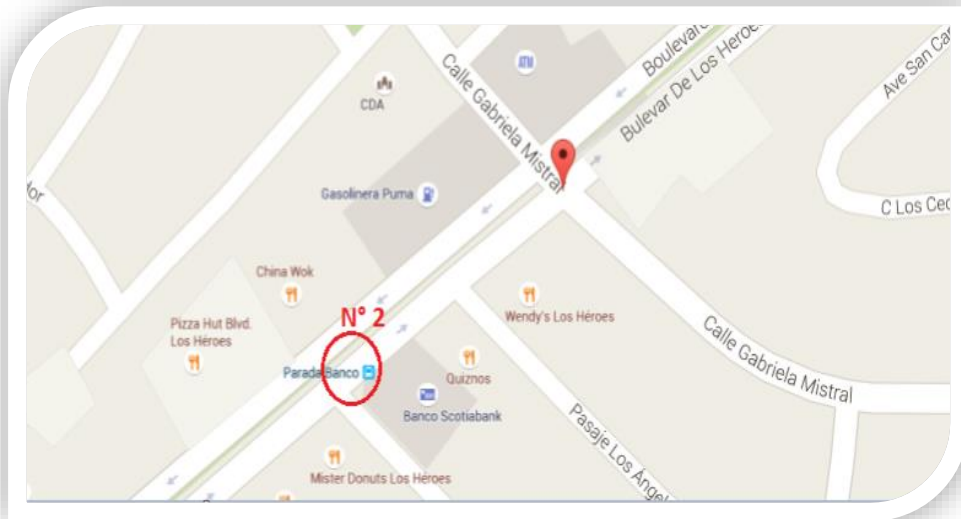 Boulevard
Bulevar De Los Heroe
Ave San Car
Calle Gabriela Mistral
CDA
Gasolinera Puma
C Los Ced
dor
China Wok
N° 2
Wendy's Los Héroes
Pizza Hut Blvd.
Los Héroes
Calle Gabriela Mistral
Parada Banco
Quiznos
Banco Scotiabank
Pasaje Los Ángel
Mister Donuts Los Héroes